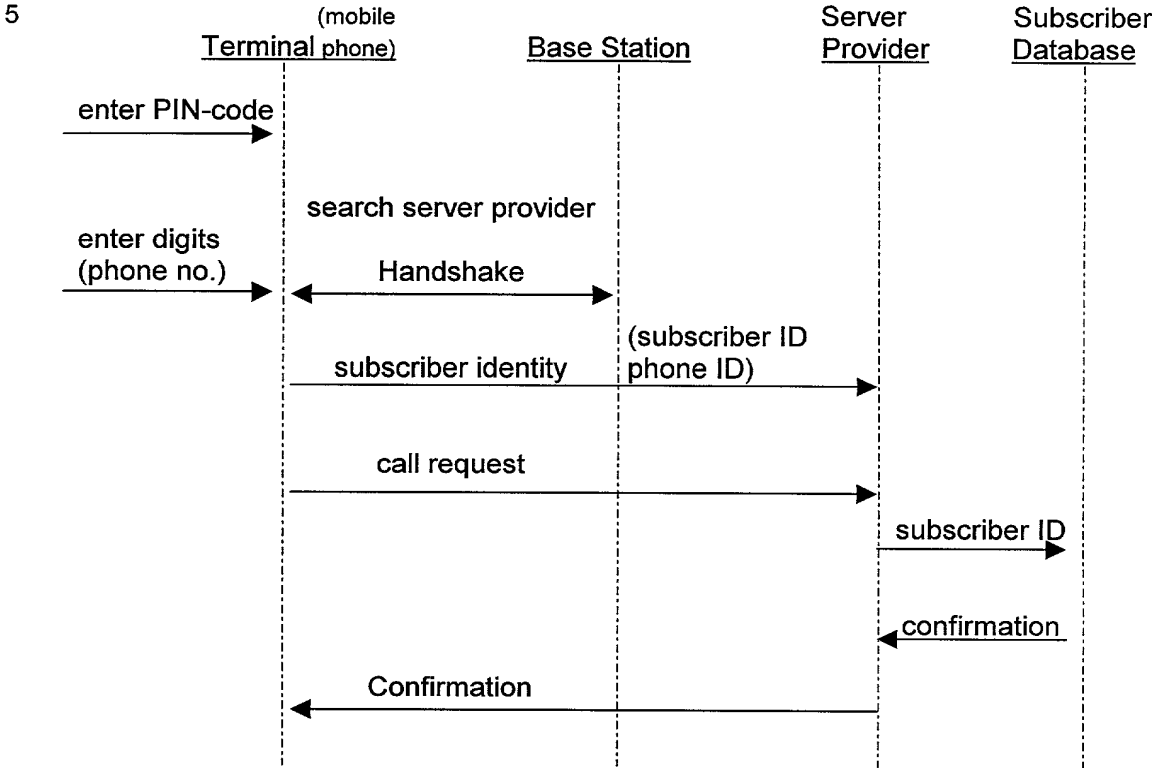 5
(mobile
Terminal phone)
Base Station
Server
Provider
Subscriber
Database
enter PIN-code
search server provider
enter digits
(phone no.)
Handshake
(subscriber ID
phone ID)
subscriber identity
call request
subscriber ID
confirmation
Confirmation